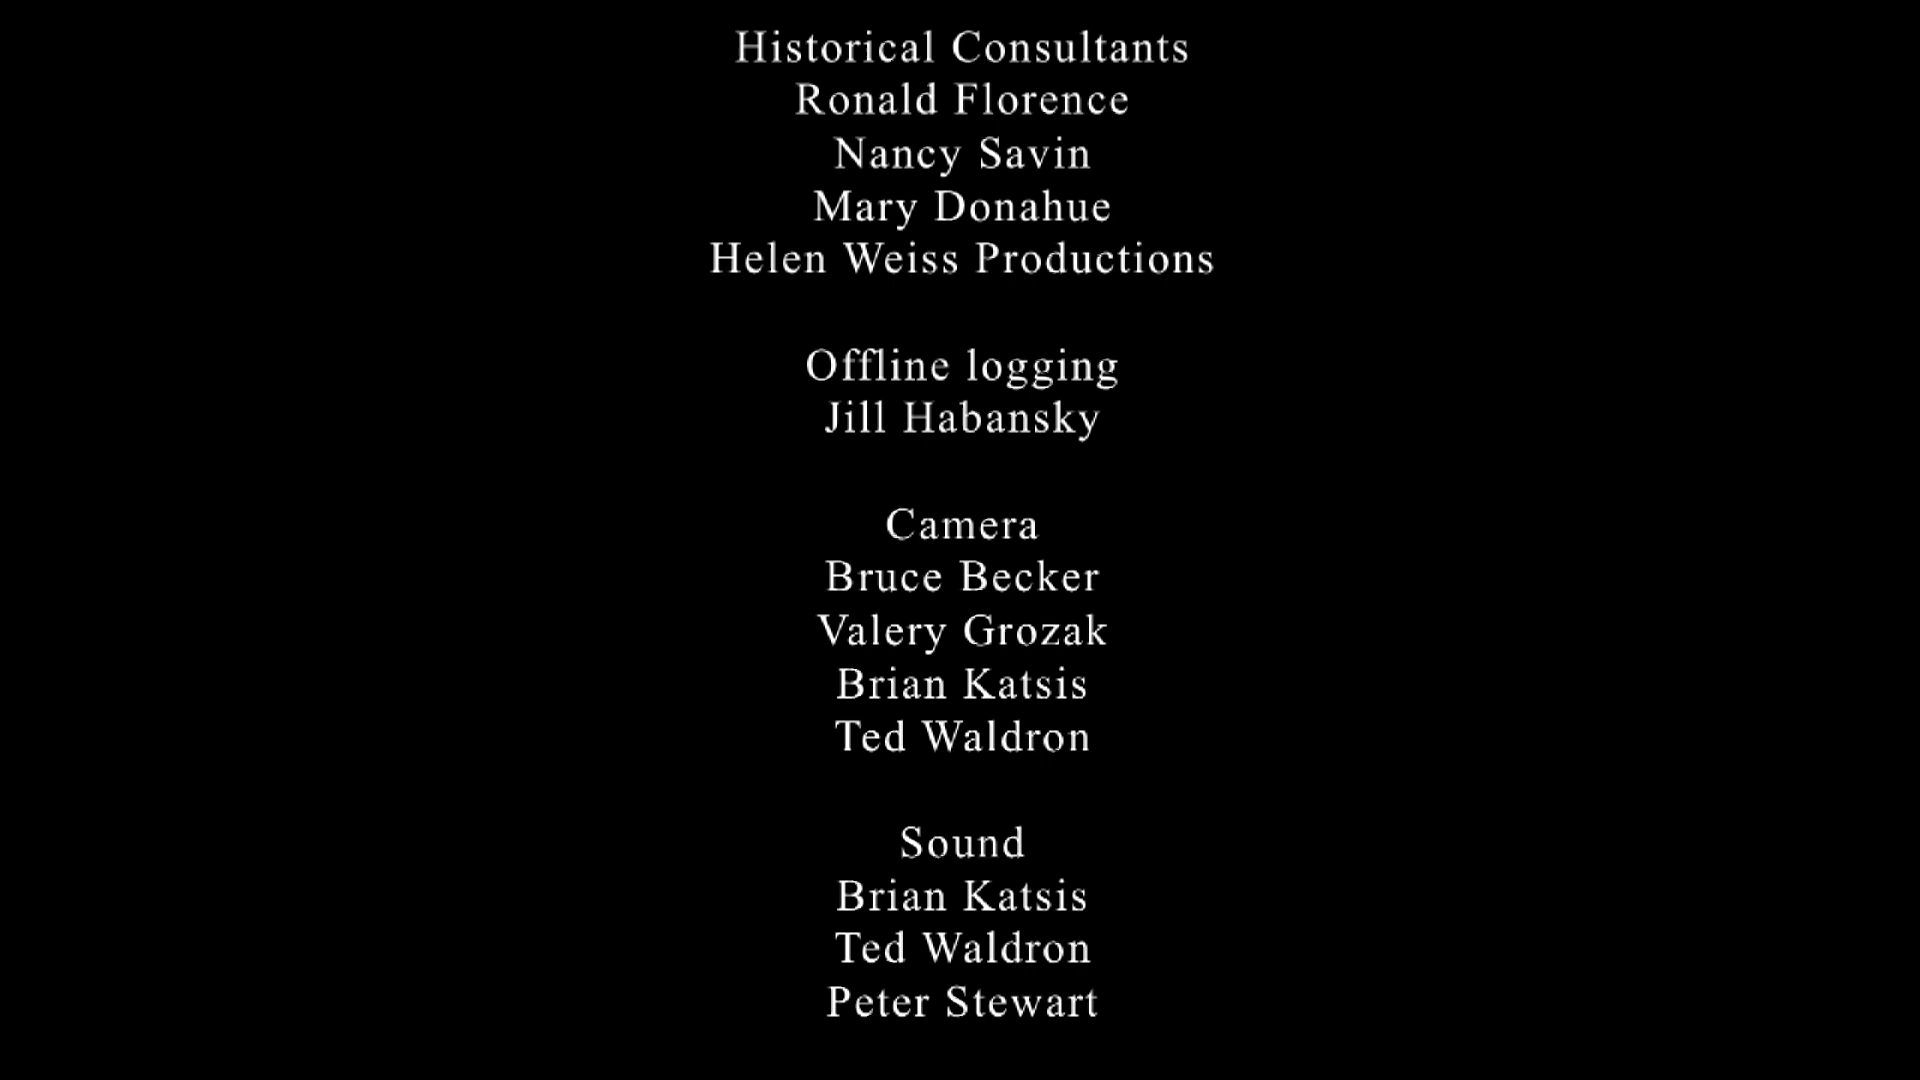 Historical Consultants
Ronald Florence
Nancy Savin
Mary Donahue
Helen Weiss Productions
Offline logging
Jill Habansky
Camera
Bruce Becker
Valery Grozak
Brian Katsis
Ted Waldron
Sound
Brian Katsis
Ted Waldron
Peter Stewart